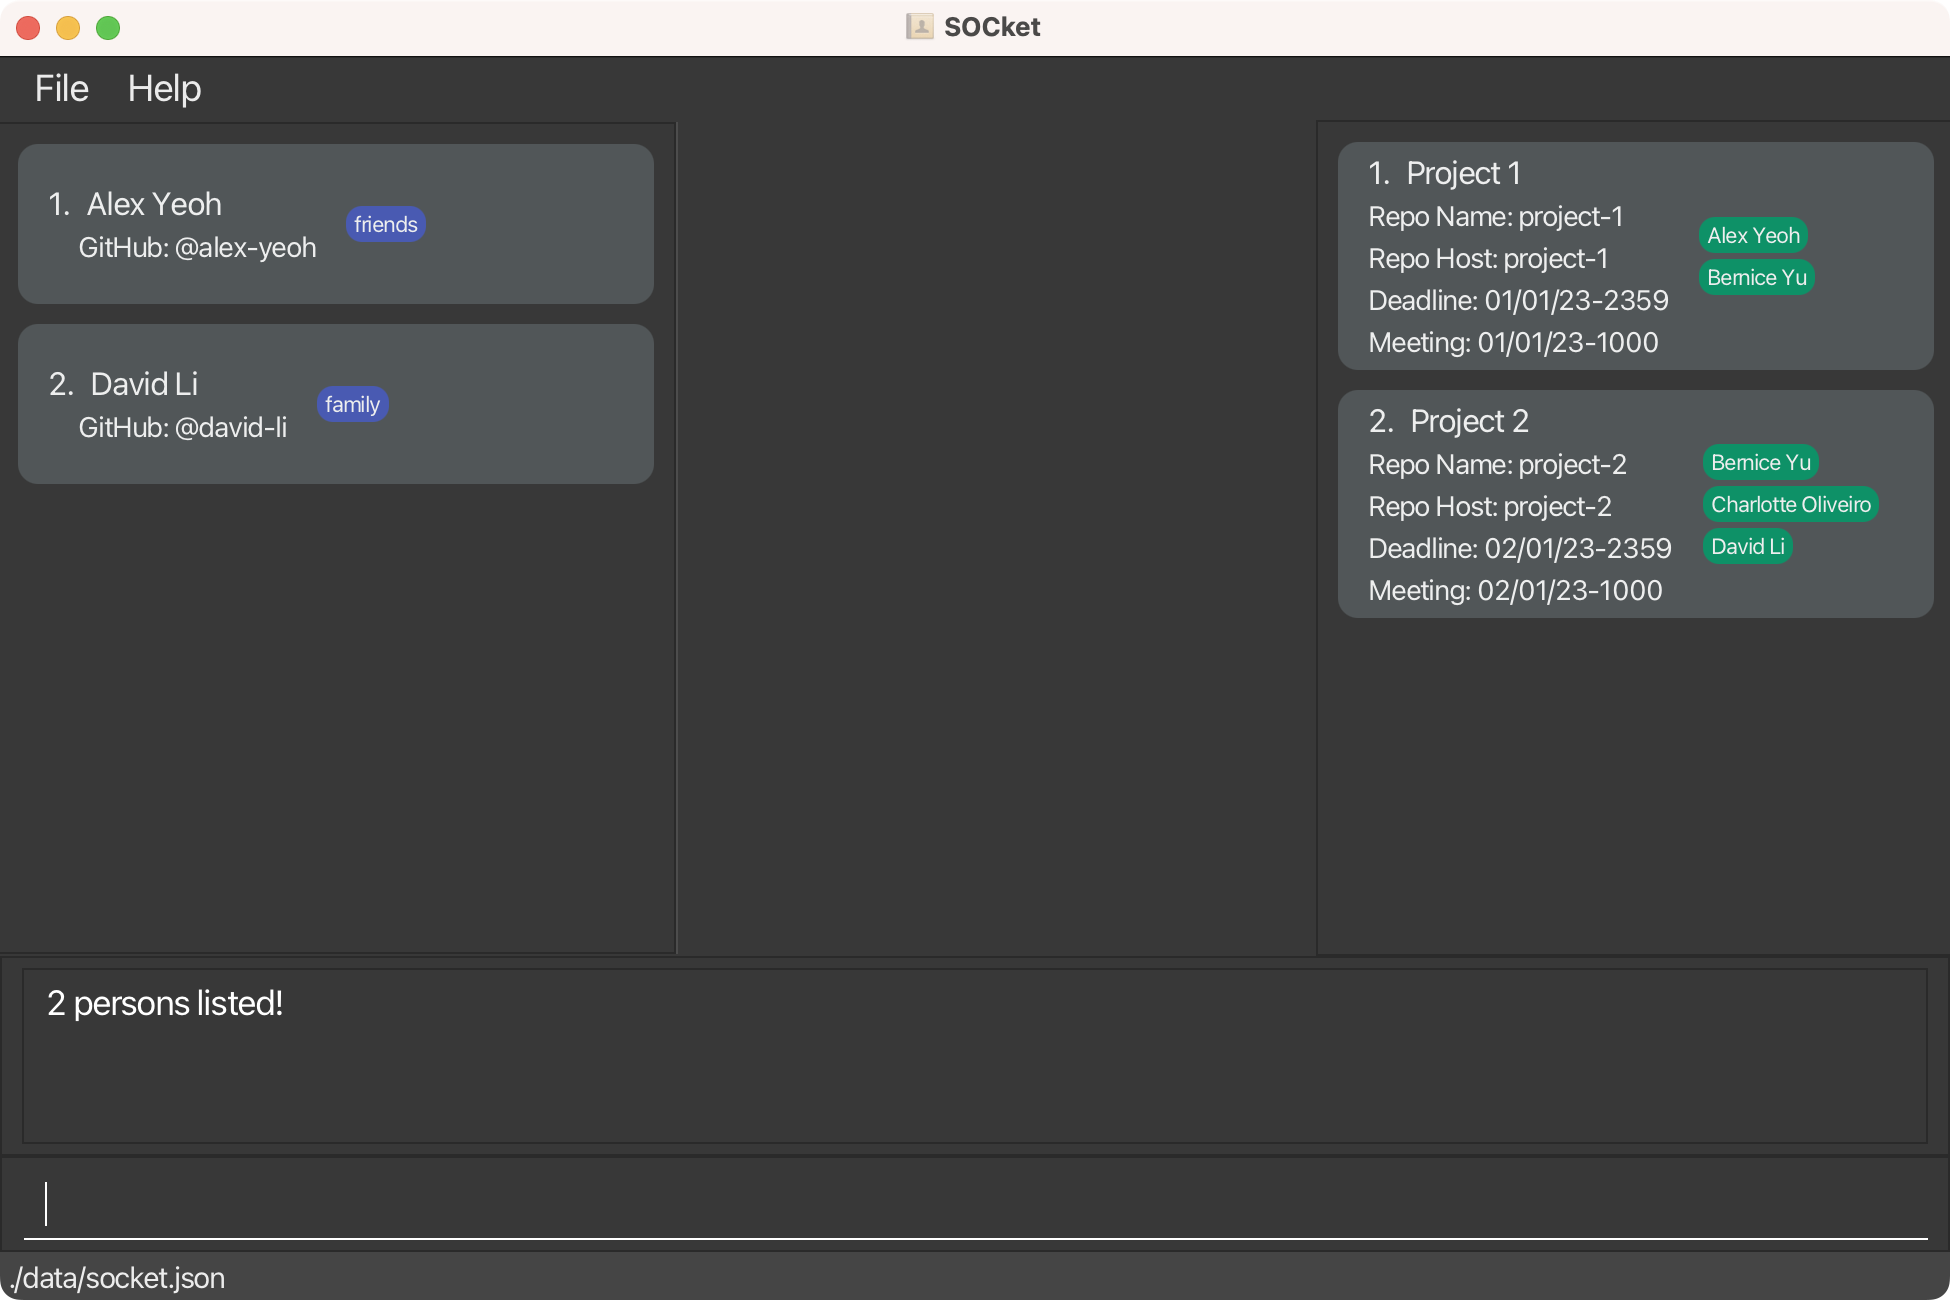 SOCket
File Help
1. Alex Yeoh
GitHub: @alex-yeoh
friends
2. David Li
GitHub: @david-li
family
1. Project 1
Repo Name: project-1
Repo Host: project-1
Deadline: 01/01/23-2359
Meeting: 01/01/23-1000
Alex Yeoh
Bernice Yu
2. Project 2
Repo Name: project-2
Repo Host: project-2
Deadline: 02/01/23-2359
Meeting: 02/01/23-1000
Bernice Yu
Charlotte Oliveiro
David Li
2 persons listed!
./data/socket.json